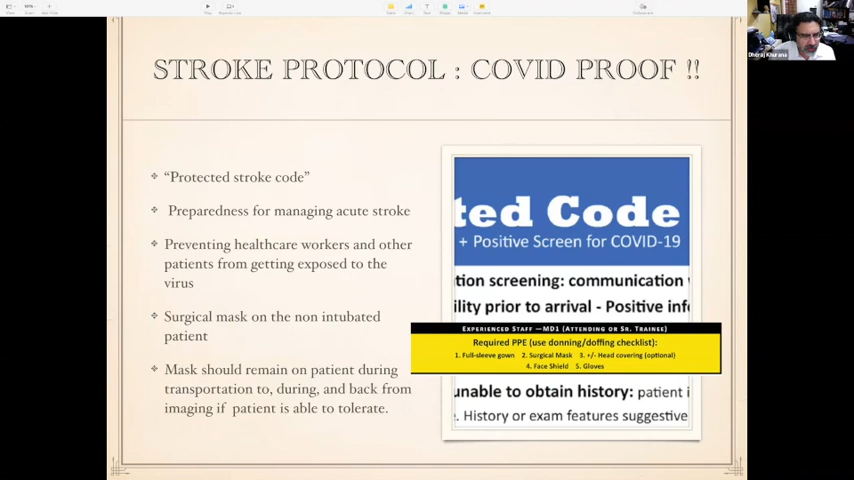 Dheraj Khurana
STROKE PROTOCOL : COVID PROOF !!
“Protected stroke code”
Preparedness for managing acute stroke
Preventing healthcare workers and other
patients from getting exposed to the
virus
Surgical mask on the non intubated
patient
Mask should remain on patient during
transportation to, during, and back from
imaging if patient is able to tolerate.
ted Code
+ Positive Screen for COVID-19
tion screening: communication
ility prior to arrival - Positive inf
EXPERIENCED STAFF —MD1 (ATTENDING OR SR. TRAINEE)
Required PPE (use donning/doffing checklist):
1. Full-sleeve gown 2. Surgical Mask 3. +/- Head covering (optional)
4. Face Shield 5. Gloves
unable to obtain history: patient i
. History or exam features suggestive